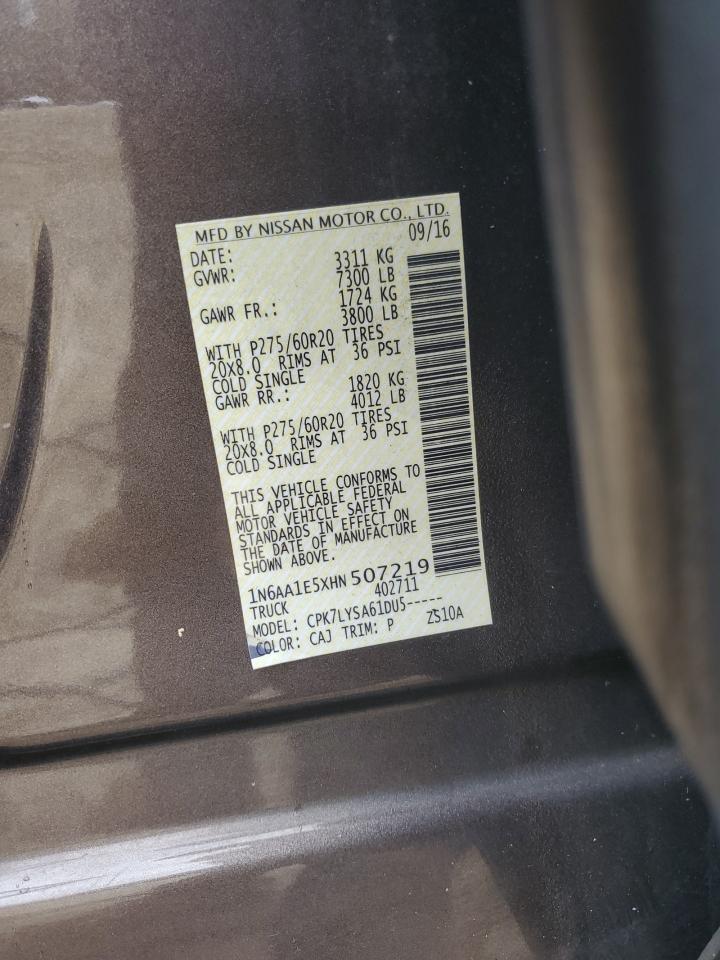 MFD BY NISSAN MOTOR CO., LTD.
DATE: 09/16
GVWR: 3311 KG
7300 LB
GAWR FR.: 1724 KG
3800 LB
WITH P275/60R20 TIRES
20X8.0 RIMS AT 36 PSI
COLD SINGLE
GAWR RR.: 1820 KG
4012 LB
WITH P275/60R20 TIRES
20X8.0 RIMS AT 36 PSI
COLD SINGLE
THIS VEHICLE CONFORMS TO
ALL APPLICABLE FEDERAL
MOTOR VEHICLE SAFETY
STANDARDS IN EFFECT ON
THE DATE OF MANUFACTURE
SHOWN ABOVE.
1N6AA1E5XHN507219
TRUCK 402711
MODEL: CPK7LYSA61DU5-----
COLOR: CAJ TRIM: P ZS10A